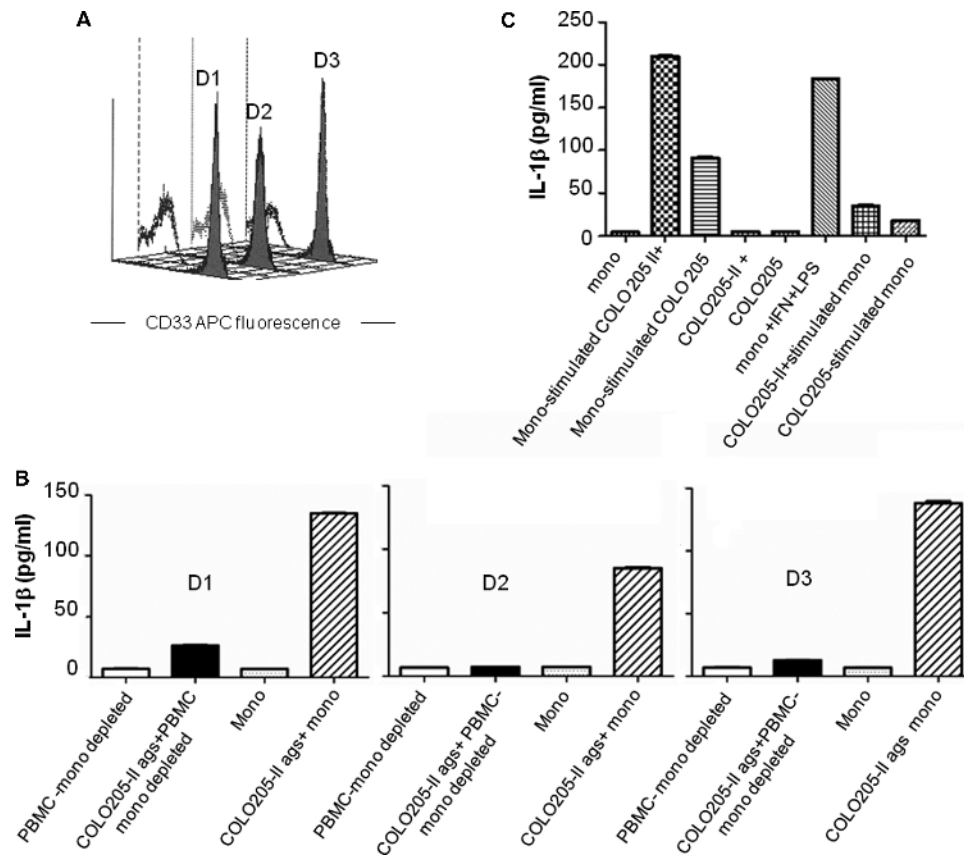 A
D1
D2
D3
CD33 APC fluorescence
C
IL-1β (pg/ml)
250
200
150
100
50
0
mono
Mono-stimulated COLO 205 II+
Mono-stimulated COLO 205
COLO205-II +
COLO205
mono +IFN+LPS
COLO205-II+stimulated mono
COLO205-stimulated mono
B
IL-1β (pg/ml)
150
100
50
0
D1
PBMC -mono depleted
COLO205-II ags+PBMC
mono depleted
Mono
COLO205-II ags+ mono
D2
PBMC -mono depleted
COLO205-II ags+ PBMC-
mono depleted
Mono
COLO205-II ags+ mono
D3
PBMC- mono depleted
COLO205-II ags+PBMC-
mono depleted
Mono
COLO205-II ags mono